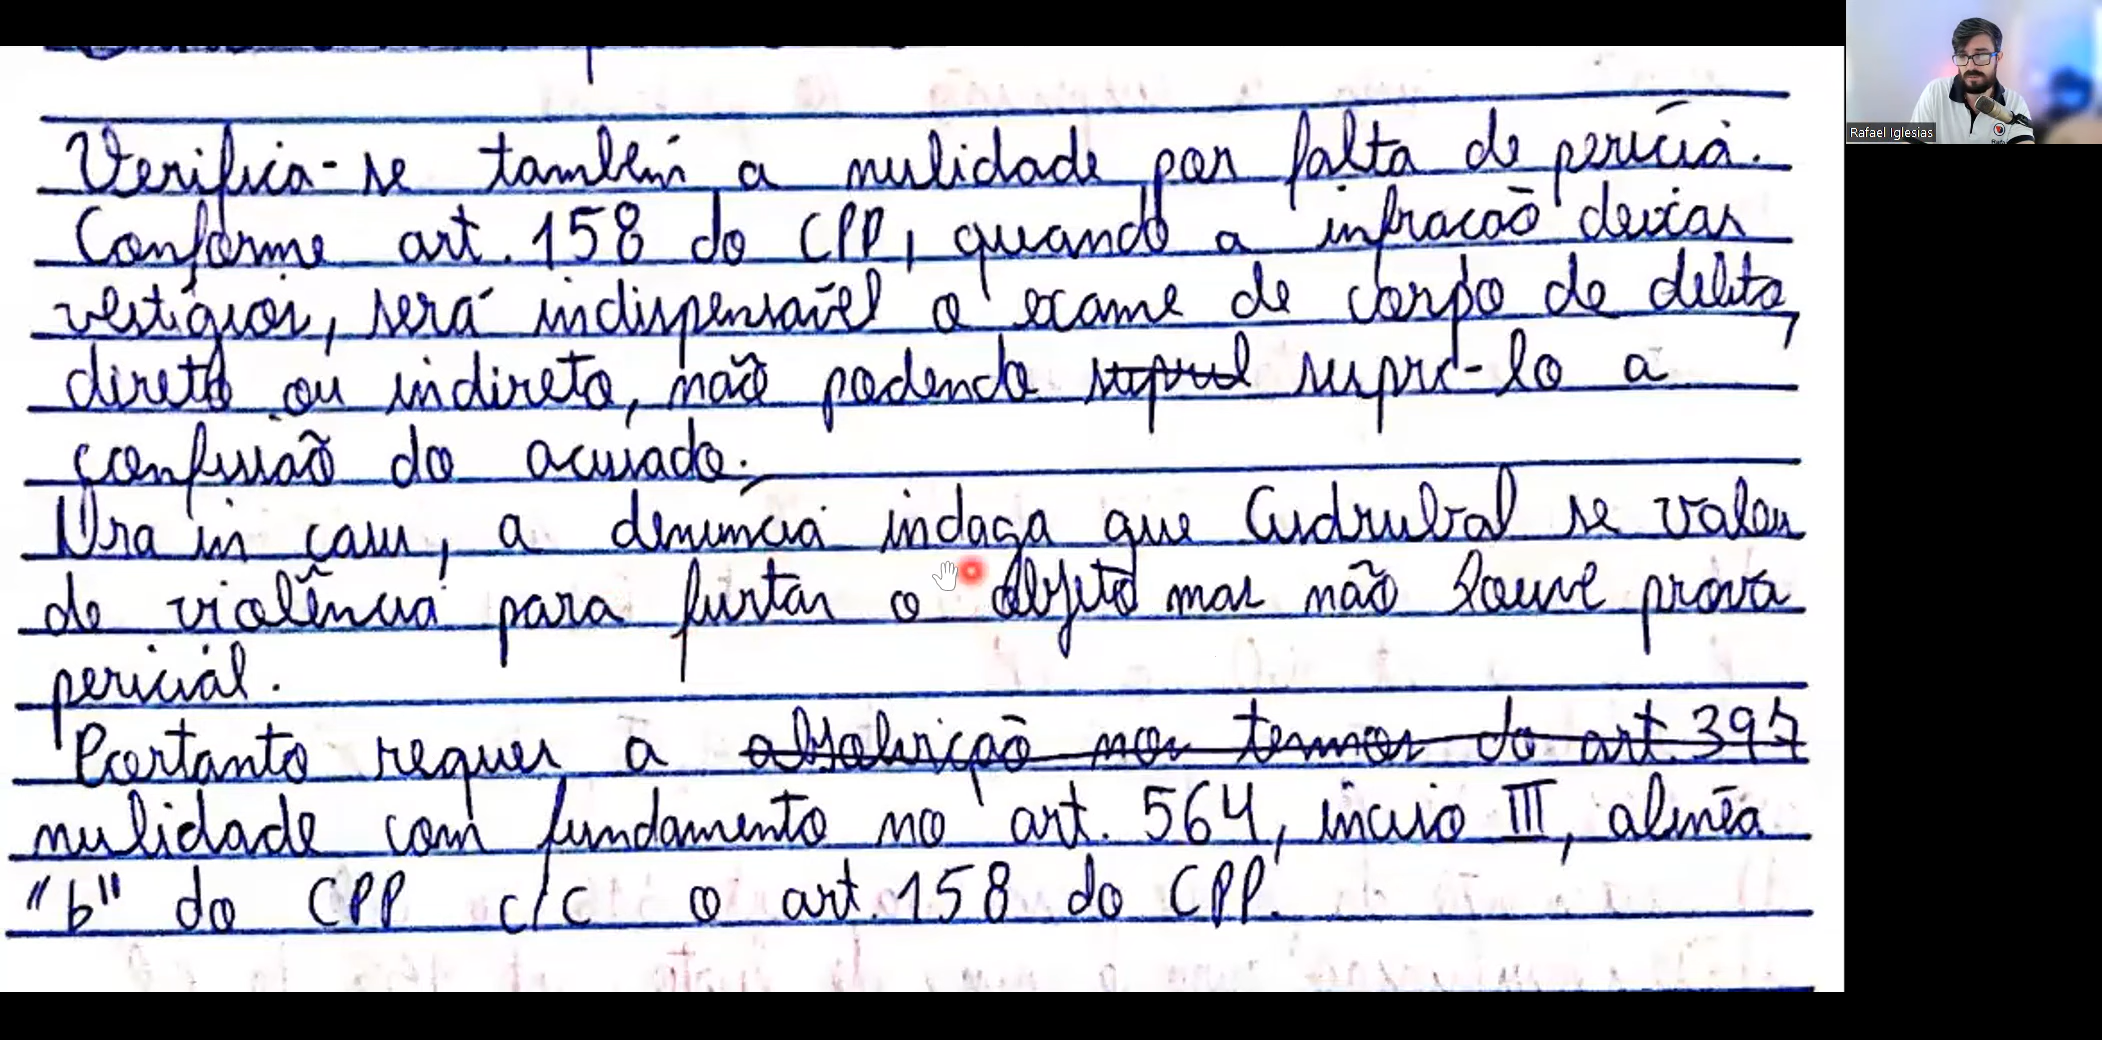 Rafael Iglesias
Verifica-se também a nulidade por falta de perícia.
Conforme art. 158 do CPP, quando a infração deixar
vestígios, será indispensável o exame de corpo de delito,
direto ou indireto, não podendo supri-lo a
confissão do acusado.
in casu, a denúncia indaga que se valeu
de violência para furtar o objeto mas não houve prova
pericial.
Portanto requer a absolvição nos termos do art. 397
nulidade com fundamento no art. 564, inciso III, alínea
"b" do CPP c/c o art. 158 do CPP.